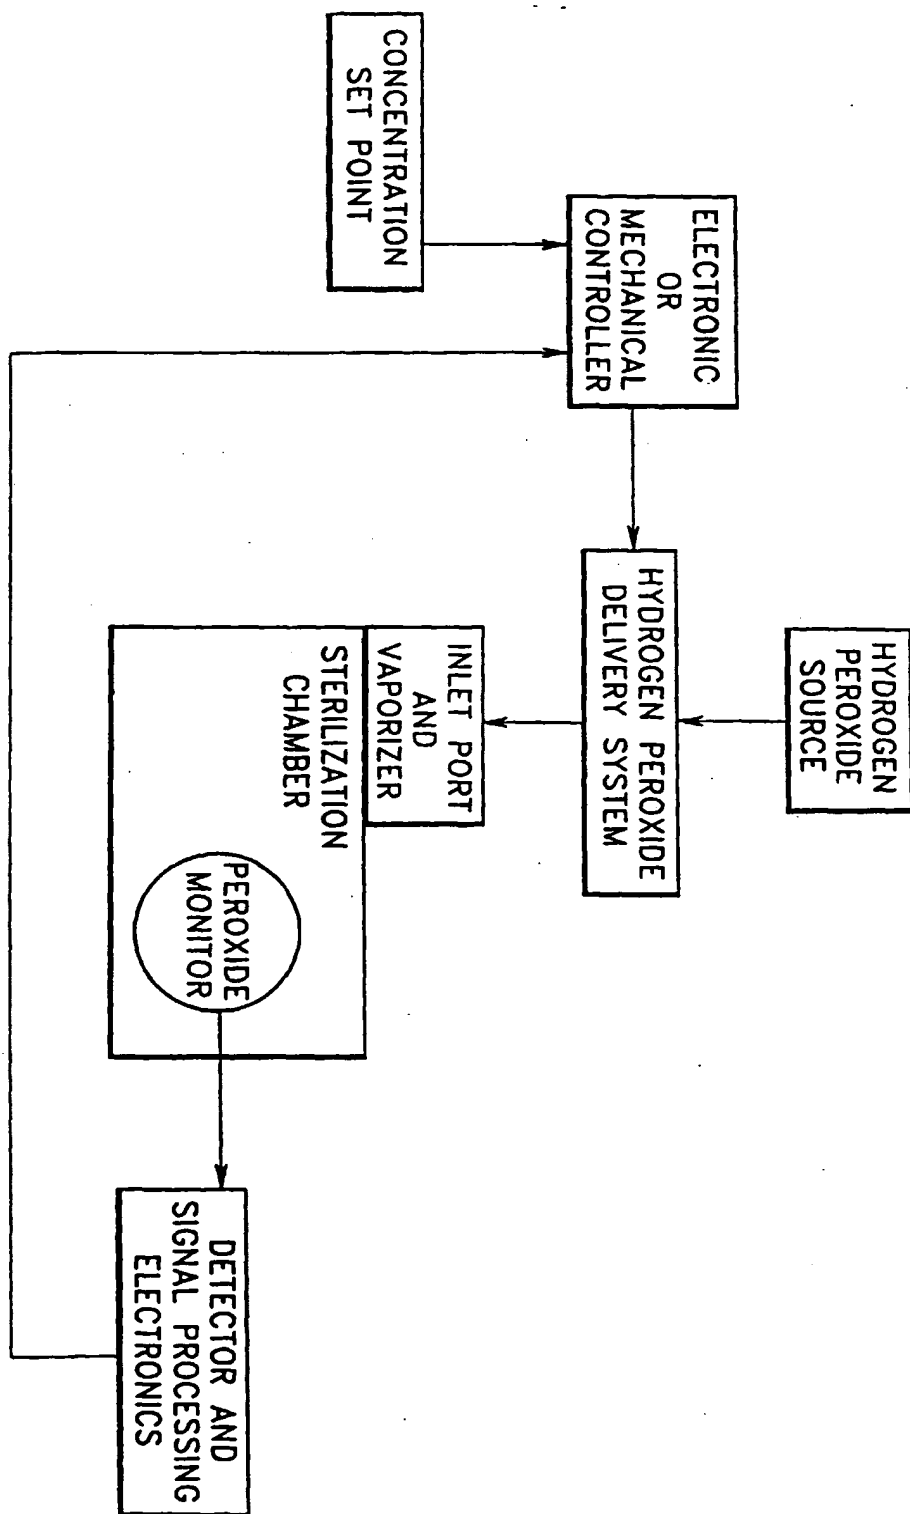 HYDROGEN
PEROXIDE
SOURCE
ELECTRONIC
OR
MECHANICAL
CONTROLLER
HYDROGEN PEROXIDE
DELIVERY SYSTEM
CONCENTRATION
SET POINT
INLET PORT
AND
VAPORIZER
STERILIZATION
CHAMBER
PEROXIDE
MONITOR
DETECTOR AND
SIGNAL PROCESSING
ELECTRONICS